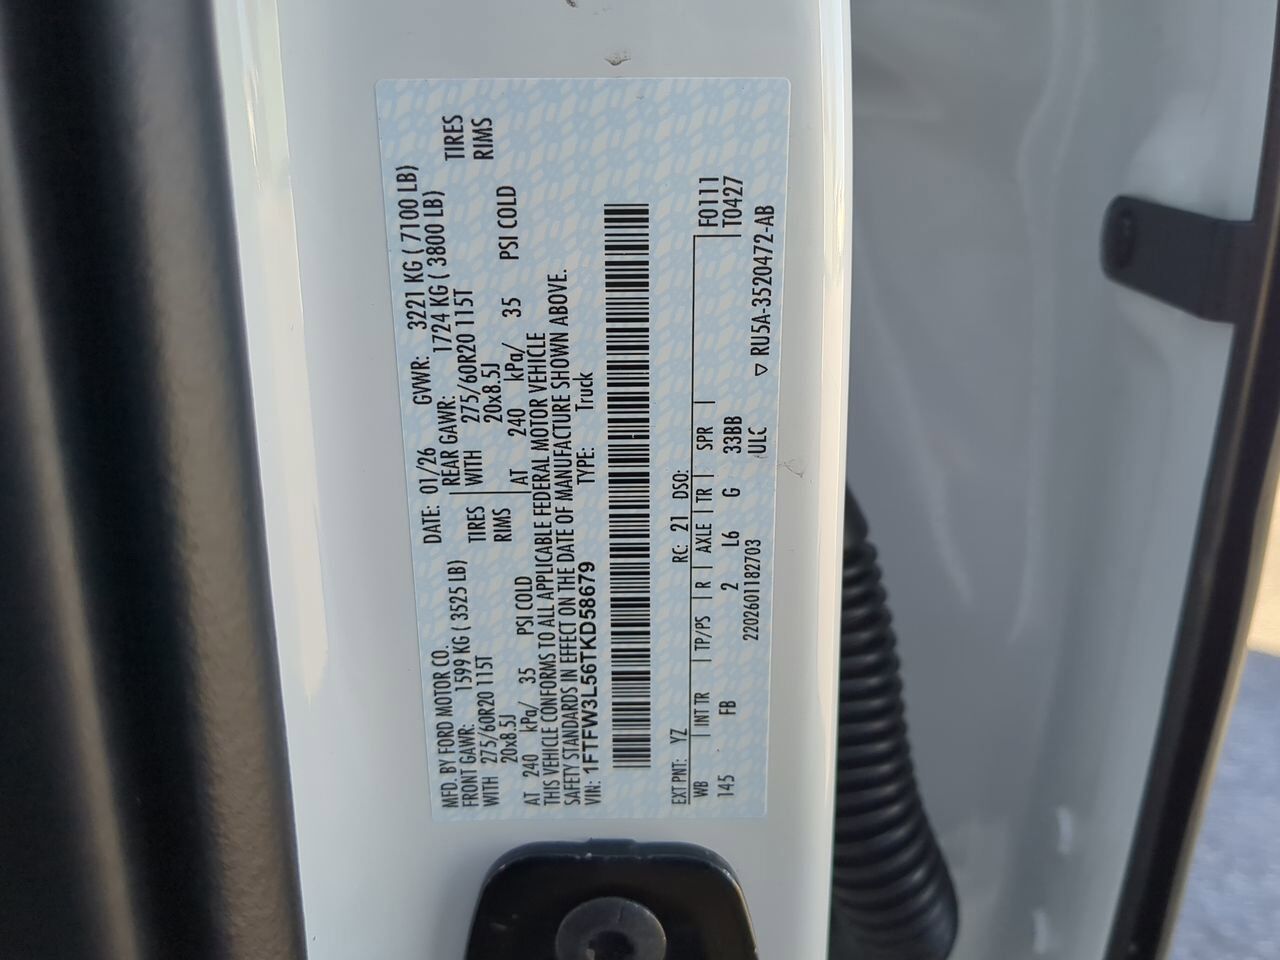 MFD. BY FORD MOTOR CO. DATE: 01/26 GVWR: 3221 KG ( 7100 LB)
FRONT GAWR: 1599 KG ( 3525 LB) REAR GAWR: 1724 KG ( 3800 LB)
WITH 275/60R20 115T TIRES WITH 275/60R20 115T TIRES
20x8.5J RIMS 20x8.5J RIMS
AT 240 kPa/ 35 PSI COLD AT 240 kPa/ 35 PSI COLD
THIS VEHICLE CONFORMS TO ALL APPLICABLE FEDERAL MOTOR VEHICLE
SAFETY STANDARDS IN EFFECT ON THE DATE OF MANUFACTURE SHOWN ABOVE.
VIN: 1FTFW3L56TKD58679 TYPE: Truck
EXT PNT: YZ RC: 21 DSO:
WB INT TR TP/PS R AXLE TR SPR F0111
145 FB 2 L6 G 33BB T0427
2202601182703 ULC ▽ RU5A-3520472-AB